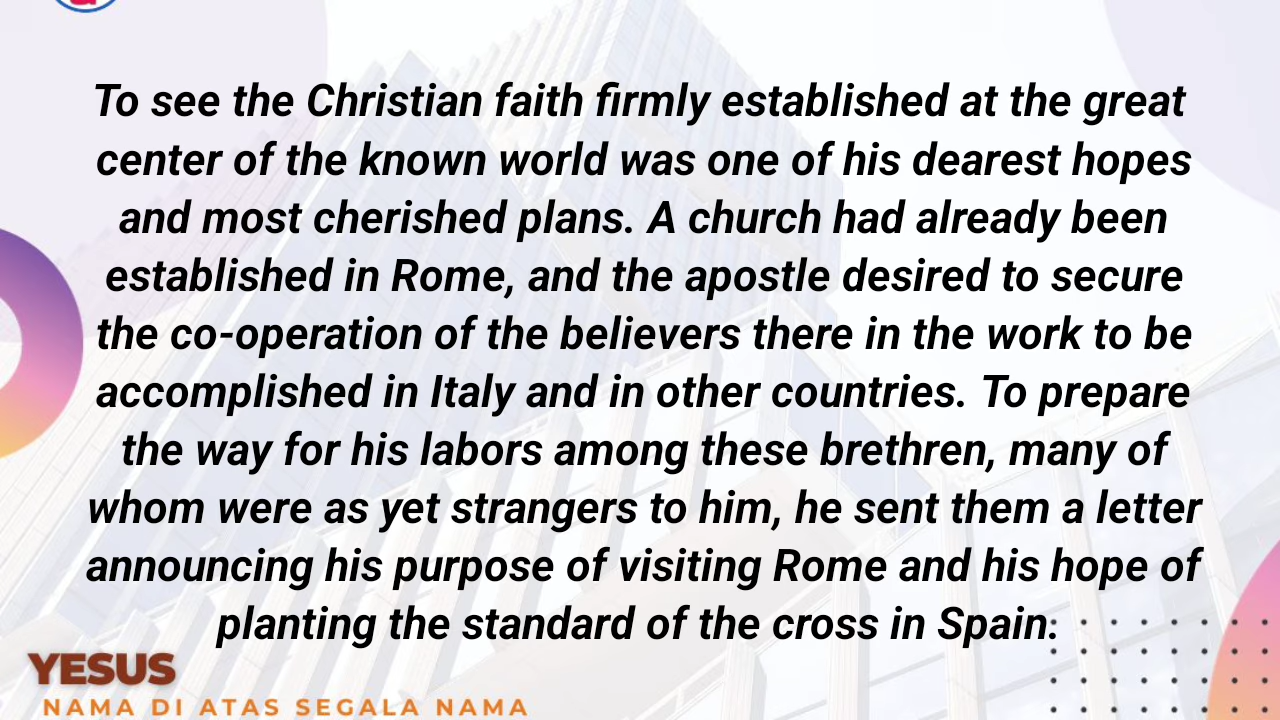 To see the Christian faith firmly established at the great
center of the known world was one of his dearest hopes
and most cherished plans. A church had already been
established in Rome, and the apostle desired to secure
the co-operation of the believers there in the work to be
accomplished in Italy and in other countries. To prepare
the way for his labors among these brethren, many of
whom were as yet strangers to him, he sent them a letter
announcing his purpose of visiting Rome and his hope of
planting the standard of the cross in Spain.
YESUS
NAMA DI ATAS SEGALA NAMA